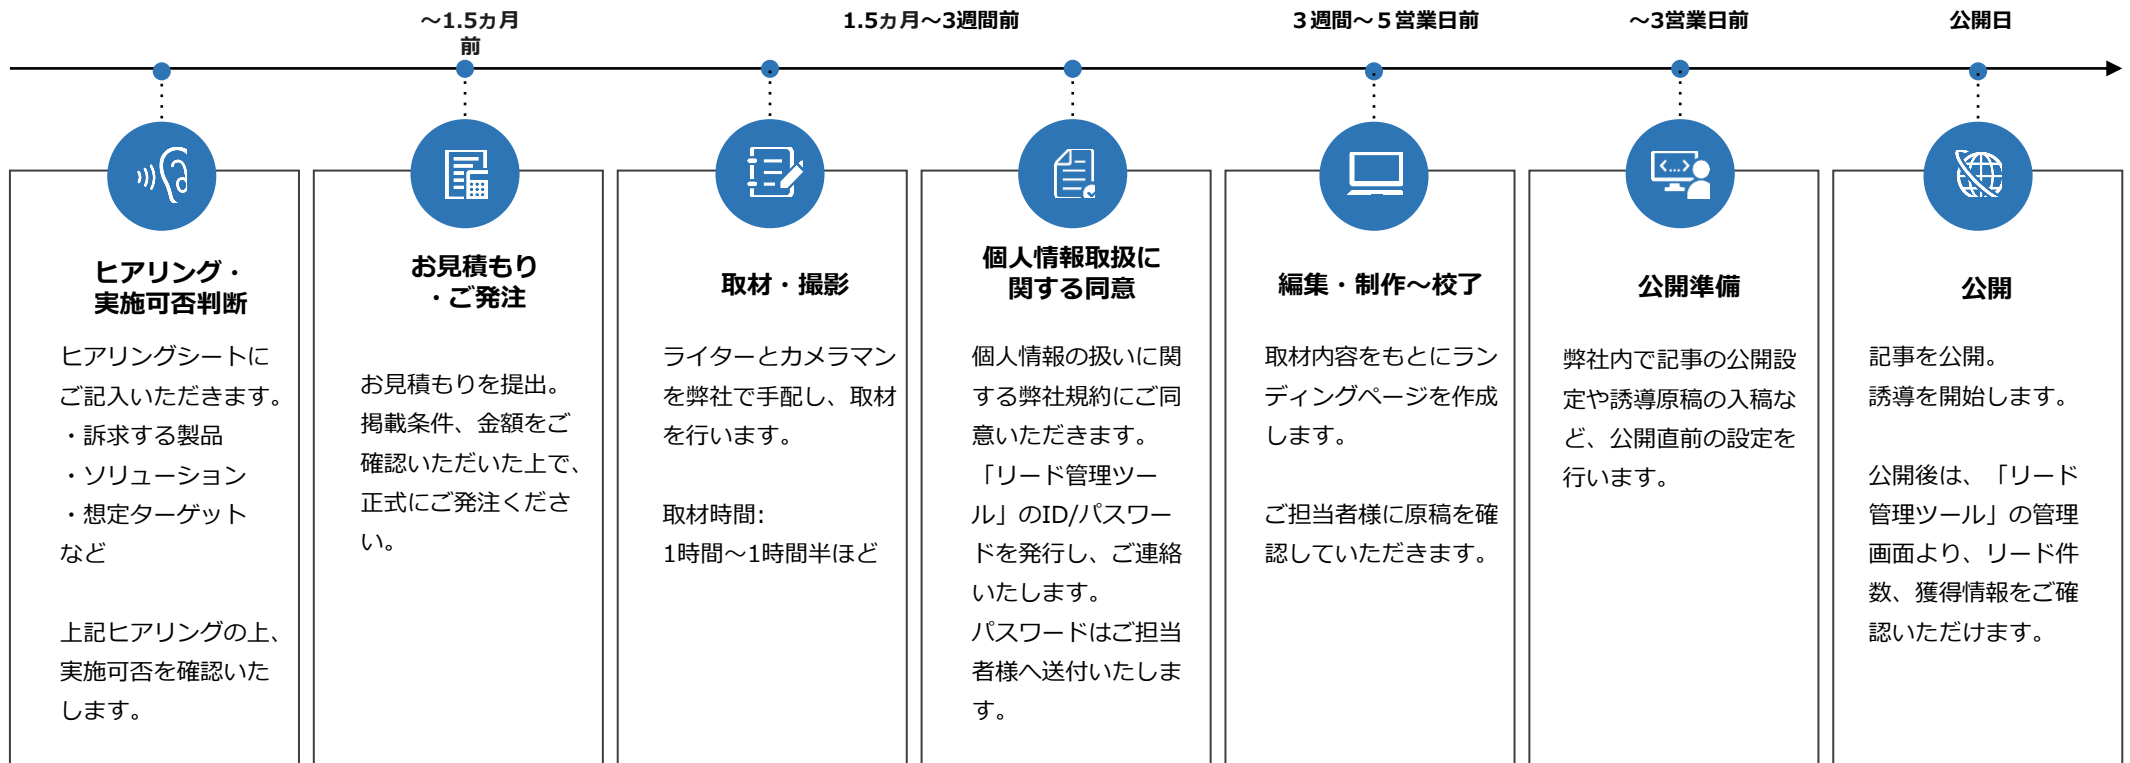 ～1.5ヵ月
前
1.5ヵ月～3週間前
３週間～５営業日前
～3営業日前
公開日
ヒアリング・
実施可否判断
ヒアリングシートに
ご記入いただきます。
・訴求する製品
・ソリューション
・想定ターゲット
など
上記ヒアリングの上、
実施可否を確認いた
します。
お見積もり
・ご発注
お見積もりを提出。
掲載条件、金額をご
確認いただいた上で、
正式にご発注くださ
い。
取材・撮影
ライターとカメラマン
を弊社で手配し、取材
を行います。
取材時間:
1時間～1時間半ほど
個人情報取扱に
関する同意
個人情報の扱いに関
する弊社規約にご同
意いただきます。
「リード管理ツー
ル」のID/パスワー
ドを発行し、ご連絡
いたします。
パスワードはご担当
者様へ送付いたしま
す。
編集・制作～校了
取材内容をもとにラン
ディングページを作成
します。
ご担当者様に原稿を確
認していただきます。
<...>
公開準備
弊社内で記事の公開設
定や誘導原稿の入稿な
ど、公開直前の設定を
行います。
公開
記事を公開。
誘導を開始します。
公開後は、「リード
管理ツール」の管理
画面より、リード件
数、獲得情報をご確
認いただけます。